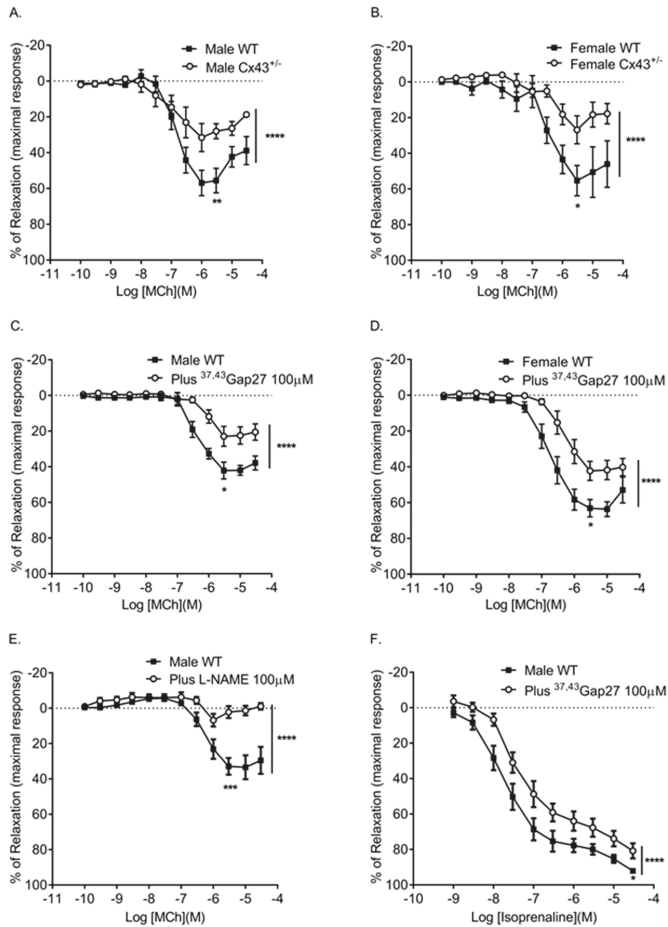 A.
Male WT
Male Cx43+/-
-20
0
20
40
60
80
100
% of Relaxation (maximal response)
****
**
-11 -10 -9 -8 -7 -6 -5 -4
Log [MCh](M)
B.
Female WT
Female Cx43+/-
-20
0
20
40
60
80
100
% of Relaxation (maximal response)
****
*
-11 -10 -9 -8 -7 -6 -5 -4
Log [MCh](M)
C.
Male WT
Plus 37,43Gap27 100μM
-20
0
20
40
60
80
100
% of Relaxation (maximal response)
****
*
-11 -10 -9 -8 -7 -6 -5 -4
Log [MCh](M)
D.
Female WT
Plus 37,43Gap27 100μM
-20
0
20
40
60
80
100
% of Relaxation (maximal response)
****
*
-11 -10 -9 -8 -7 -6 -5 -4
Log [MCh](M)
E.
Male WT
Plus L-NAME 100μM
-20
0
20
40
60
80
100
% of Relaxation (maximal response)
****
***
-11 -10 -9 -8 -7 -6 -5 -4
Log [MCh](M)
F.
Male WT
Plus 37,43Gap27 100μM
-20
0
20
40
60
80
100
% of Relaxation (maximal response)
****
*
-10 -9 -8 -7 -6 -5 -4
Log [Isoprenaline](M)